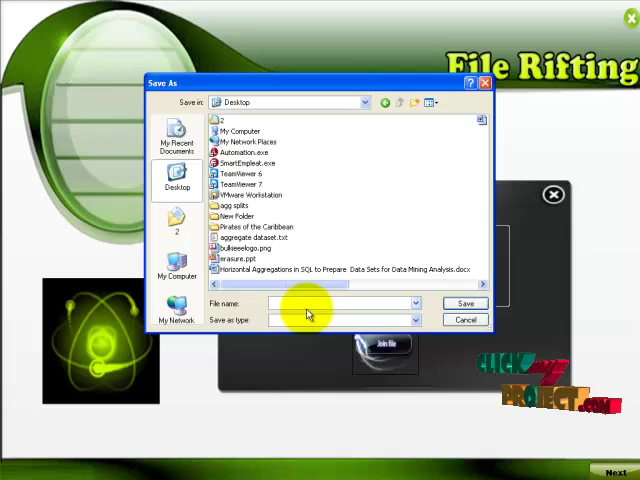 File Rifting
Save As
Save in:
Desktop
My Recent
Documents
Desktop
2
My Computer
My Network
2
My Computer
My Network Places
Automation.exe
SmartEmpleat.exe
TeamViewer 6
TeamViewer 7
VMware Workstation
agg splits
New Folder
Pirates of the Caribbean
aggregate dataset.txt
bulkieeelogo.png
erasure.ppt
Horizontal Aggregations in SQL to Prepare Data Sets for Data Mining Analysis.docx
File name:
Save
Save as type:
Cancel
Join file
CLICK MY
PROJECT.COM
Next